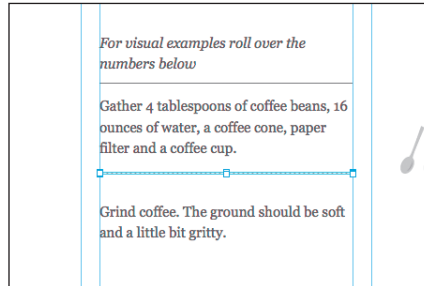 For visual examples roll over the
numbers below
Gather 4 tablespoons of coffee beans, 16
ounces of water, a coffee cone, paper
filter and a coffee cup.
Grind coffee. The ground should be soft
and a little bit gritty.